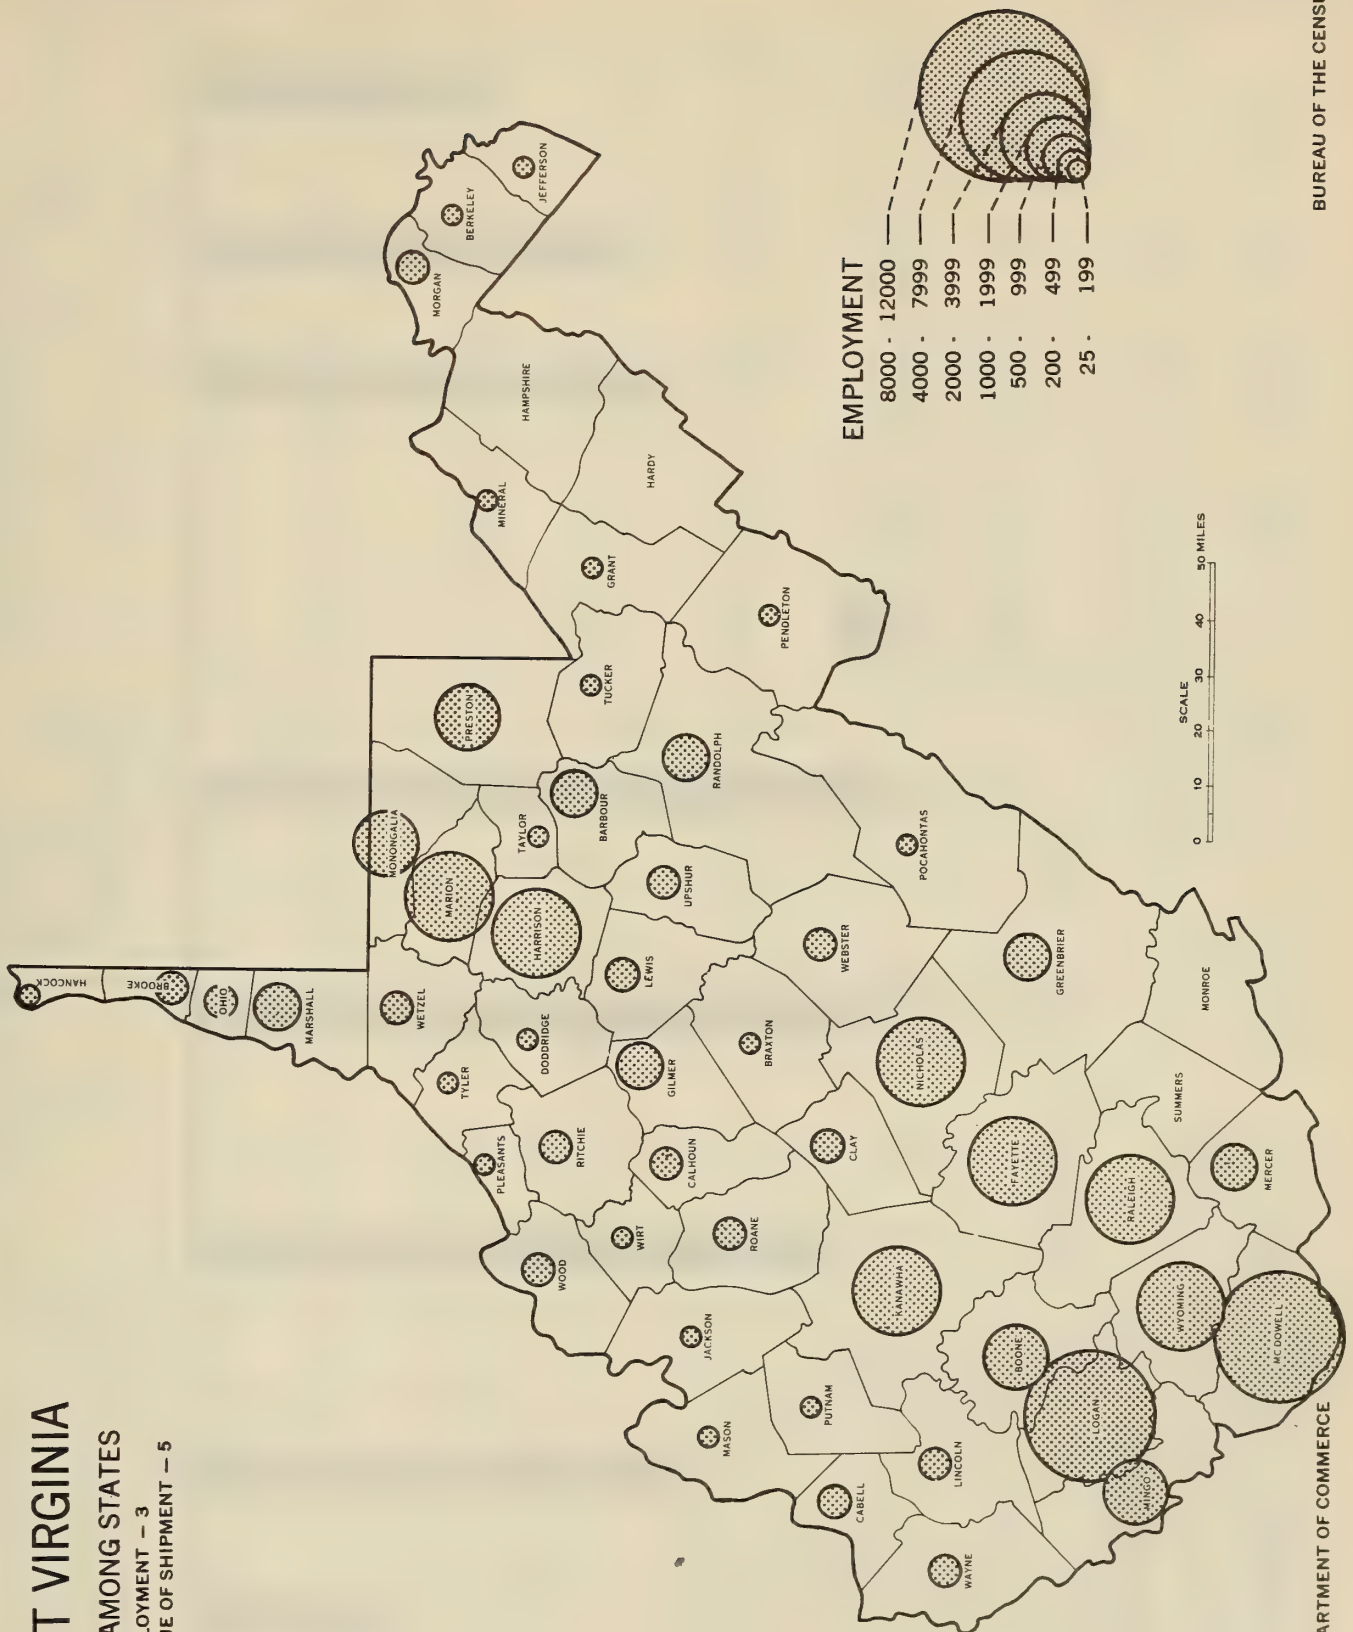 T VIRGINIA
AMONG STATES
LOYMENT – 3
UE OF SHIPMENT – 5
HANCOCK
BROOKE
OHIO
MARSHALL
WETZEL
MONONGALIA
MARION
PRESTON
MORGAN
BERKELEY
JEFFERSON
HAMPSHIRE
MINERAL
HARDY
GRANT
PENDLETON
TUCKER
TAYLOR
BARBOUR
RANDOLPH
HARRISON
UPSHUR
LEWIS
TYLER
DODDRIDGE
PLEASANTS
RITCHIE
GILMER
BRAXTON
WEBSTER
POCAHONTAS
GREENBRIER
MONROE
WOOD
WIRT
CALHOUN
ROANE
CLAY
NICHOLAS
JACKSON
MASON
PUTNAM
KANAWHA
FAYETTE
SUMMERS
RALEIGH
MERCER
CABELL
LINCOLN
BOONE
WYOMING
WAYNE
LOGAN
MINGO
MC DOWELL
EMPLOYMENT
8000 - 12000
4000 - 7999
2000 - 3999
1000 - 1999
500 - 999
200 - 499
25 - 199
SCALE
0 10 20 30 40 50 MILES
ARTMENT OF COMMERCE
BUREAU OF THE CENSU